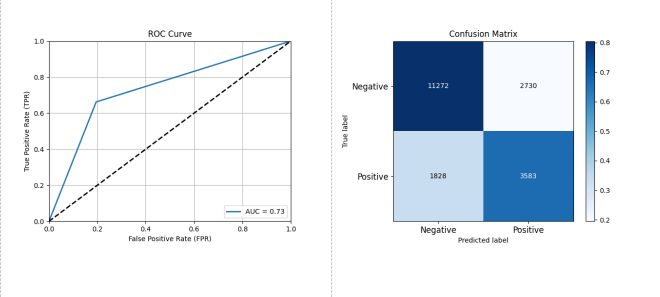 ROC Curve
1.0
0.8
0.6
0.4
0.2
0.0
True Positive Rate (TPR)
AUC = 0.73
0.0 0.2 0.4 0.6 0.8 1.0
False Positive Rate (FPR)
Confusion Matrix
True label
Negative 11272 2730
Positive 1828 3583
Negative Positive
Predicted label
0.8
0.7
0.6
0.5
0.4
0.3
0.2